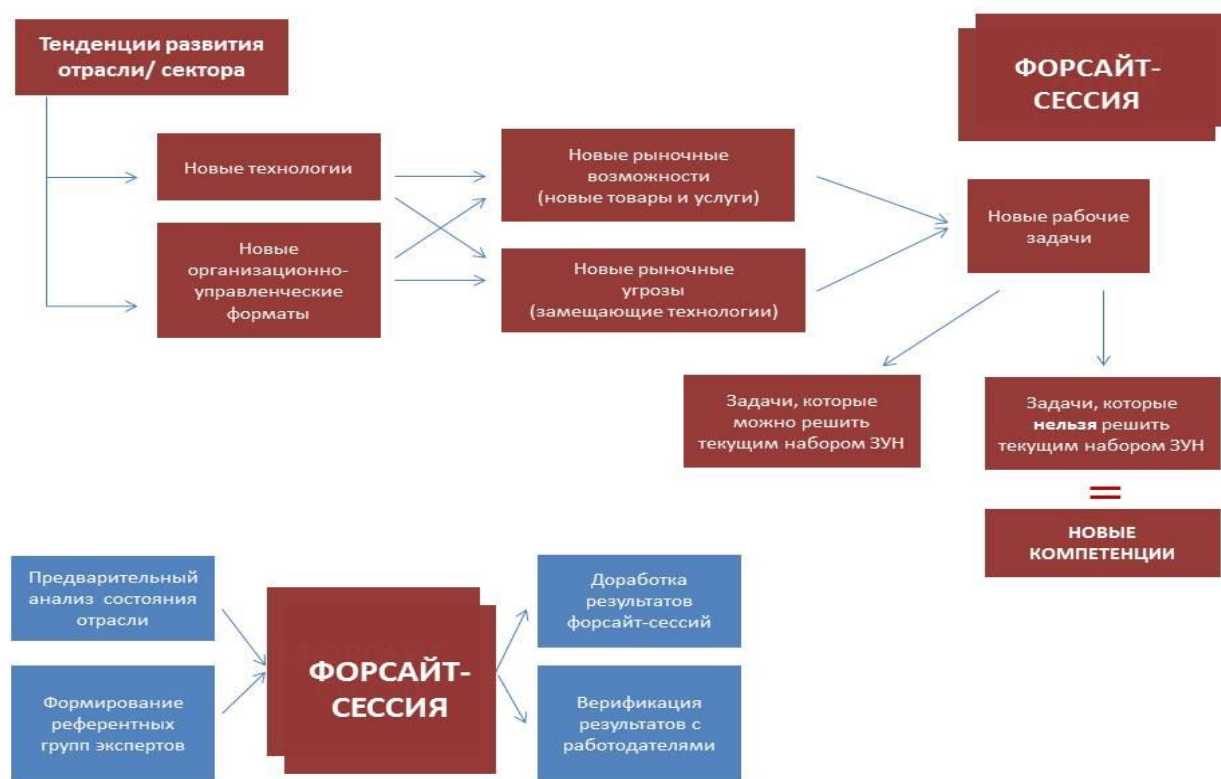 Тенденции развития
отрасли/ сектора
ФОРСАЙТ-
СЕССИЯ
Новые технологии
Новые рыночные
возможности
(новые товары и услуги)
Новые рабочие
задачи
Новые
организационно-
управленческие
форматы
Новые рыночные
угрозы
(замещающие технологии)
Задачи, которые
можно решить
текущим набором ЗУН
Задачи, которые
нельзя решить
текущим набором ЗУН
=
НОВЫЕ
КОМПЕТЕНЦИИ
Предварительный
анализ состояния
отрасли
Формирование
референтных
групп экспертов
ФОРСАЙТ-
СЕССИЯ
Доработка
результатов
форсайт-сессий
Верификация
результатов с
работодателями